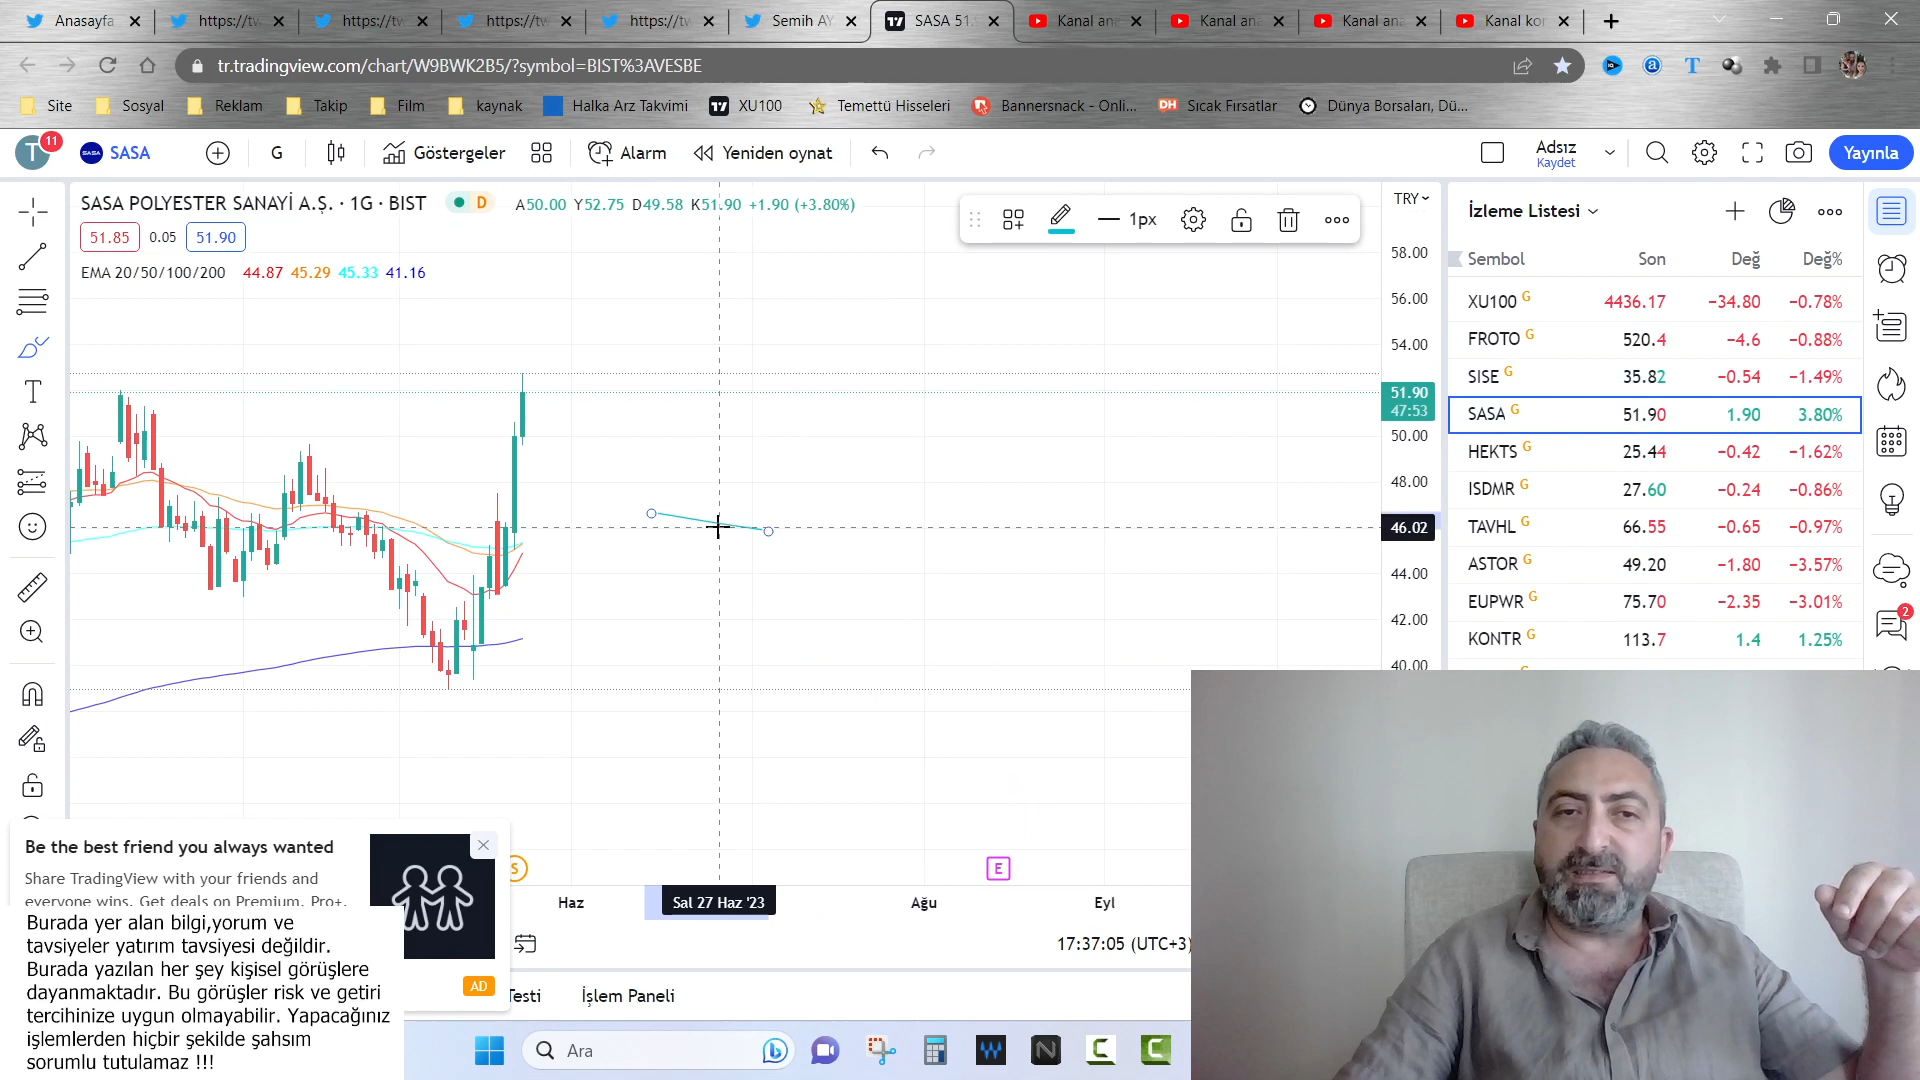 Anasayfa
https://tw
https://tw
https://tw
https://tw
Semih AY
SASA 51.
Kanal ana
Kanal ana
Kanal ana
Kanal
tr.tradingview.com/chart/W9BWK2B5/?symbol=BIST%3AVESBE
Site
Sosyal
Reklam
Takip
Film
kaynak
Halka Arz Takvimi
XU100
Temettü Hisseleri
Bannersnack - Onli...
Sıcak Fırsatlar
Dünya Borsaları, Dü...
T
11
SASA
G
Göstergeler
Alarm
Yeniden oynat
Adsız
Kaydet
Yayınla
SASA POLYESTER SANAYİ A.Ş. · 1G · BIST
D
A50.00 Y52.75 D49.58 K51.90 +1.90 (+3.80%)
51.85
0.05
51.90
EMA 20/50/100/200 44.87 45.29 45.33 41.16
1px
TRY
58.00
56.00
54.00
51.90
47:53
50.00
48.00
46.02
44.00
42.00
40.00
İzleme Listesi
Sembol Son Değ Değ%
XU100 G 4436.17 −34.80 −0.78%
FROTO G 520.4 −4.6 −0.88%
SISE G 35.82 −0.54 −1.49%
SASA G 51.90 1.90 3.80%
HEKTS G 25.44 −0.42 −1.62%
ISDMR G 27.60 −0.24 −0.86%
TAVHL G 66.55 −0.65 −0.97%
ASTOR G 49.20 −1.80 −3.57%
EUPWR G 75.70 −2.35 −3.01%
KONTR G 113.7 1.4 1.25%
2
S
E
Haz
Sal 27 Haz '23
Ağu
Eyl
17:37:05 (UTC+3)
Be the best friend you always wanted
Share TradingView with your friends and
everyone wins. Get deals on Premium, Pro+,
AD
Burada yer alan bilgi,yorum ve
tavsiyeler yatırım tavsiyesi değildir.
Burada yazılan her şey kişisel görüşlere
dayanmaktadır. Bu görüşler risk ve getiri
tercihinize uygun olmayabilir. Yapacağınız
işlemlerden hiçbir şekilde şahsım
sorumlu tutulamaz !!!
Testi
İşlem Paneli
Ara